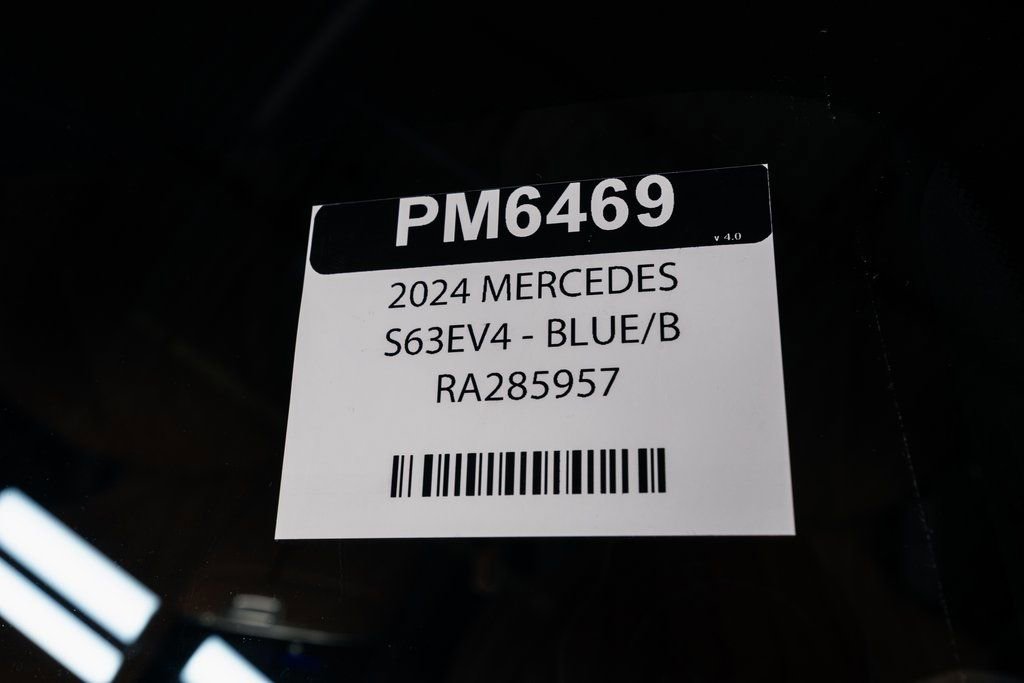 PM6469
v 4.0
2024 MERCEDES
S63EV4 - BLUE/B
RA285957